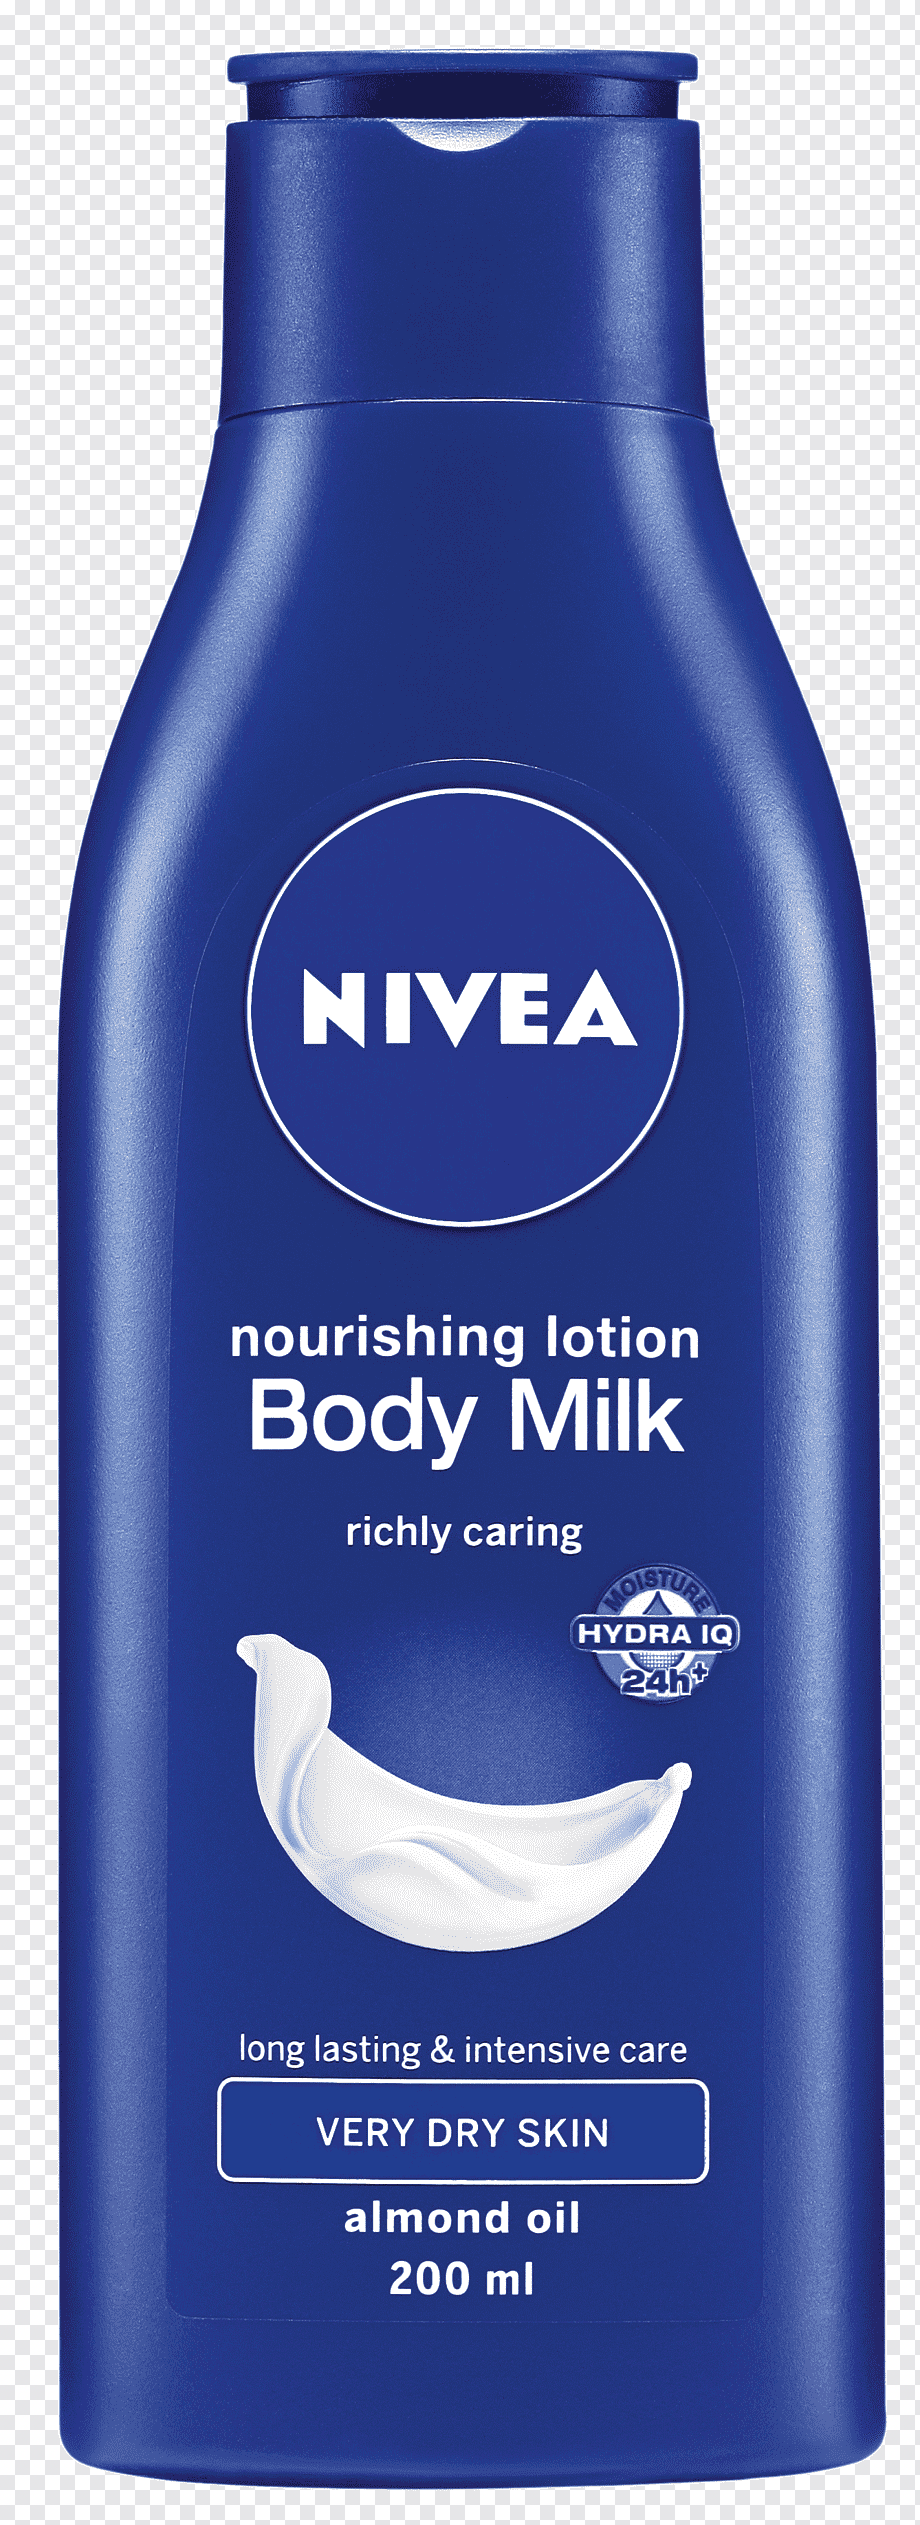 NIVEA
nourishing lotion
Body Milk
richly caring
MOISTURE
HYDRA IQ
24h+
long lasting & intensive care
VERY DRY SKIN
almond oil
200 ml